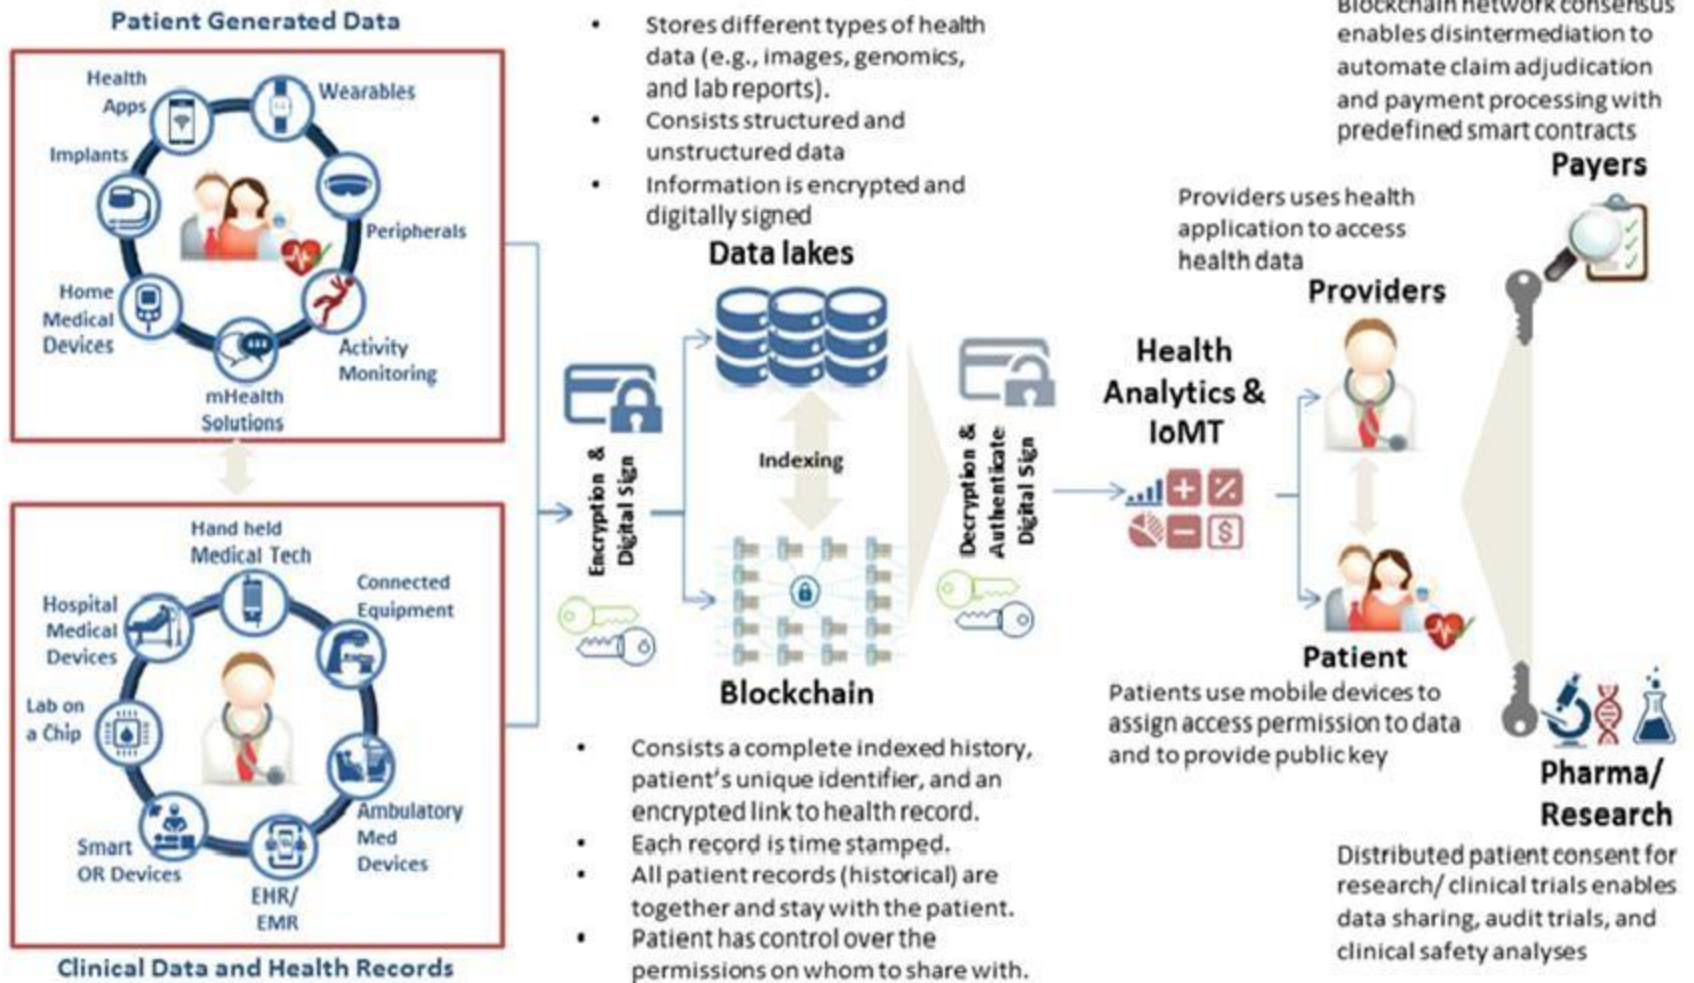 Patient Generated Data
Health
Apps
Wearables
Implants
Peripherals
Home
Medical
Devices
Activity
Monitoring
mHealth
Solutions
Hand held
Medical Tech
Connected
Equipment
Hospital
Medical
Devices
Lab on
a Chip
Ambulatory
Med
Devices
Smart
OR Devices
EHR/
EMR
Clinical Data and Health Records
Encryption &
Digital Sign
• Stores different types of health
data (e.g., images, genomics,
and lab reports).
• Consists structured and
unstructured data
• Information is encrypted and
digitally signed
Data lakes
Indexing
Blockchain
• Consists a complete indexed history,
patient's unique identifier, and an
encrypted link to health record.
• Each record is time stamped.
• All patient records (historical) are
together and stay with the patient.
• Patient has control over the
permissions on whom to share with.
Decryption &
Authenticate
Digital Sign
Health
Analytics &
IoMT
Providers uses health
application to access
health data
Providers
Patient
Patients use mobile devices to
assign access permission to data
and to provide public key
Blockchain network consensus
enables disintermediation to
automate claim adjudication
and payment processing with
predefined smart contracts
Payers
Pharma/
Research
Distributed patient consent for
research/ clinical trials enables
data sharing, audit trials, and
clinical safety analyses